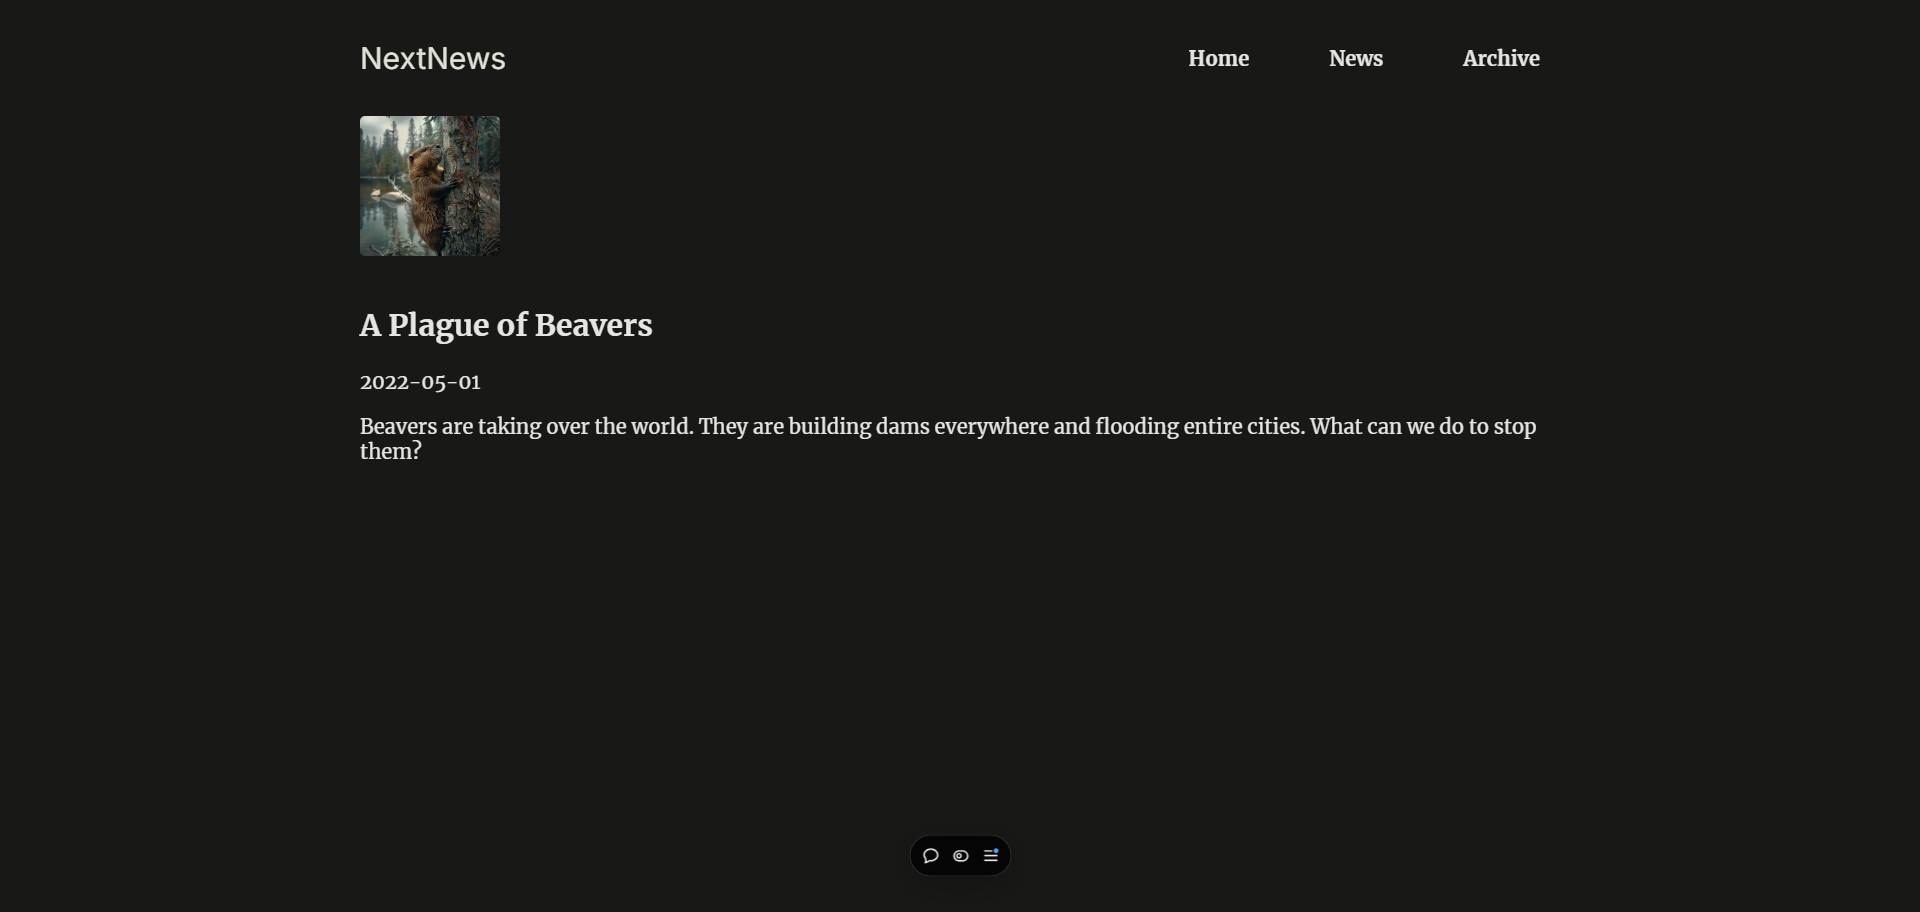 NextNews
Home
News
Archive
A Plague of Beavers
2022-05-01
Beavers are taking over the world. They are building dams everywhere and flooding entire cities. What can we do to stop
them?